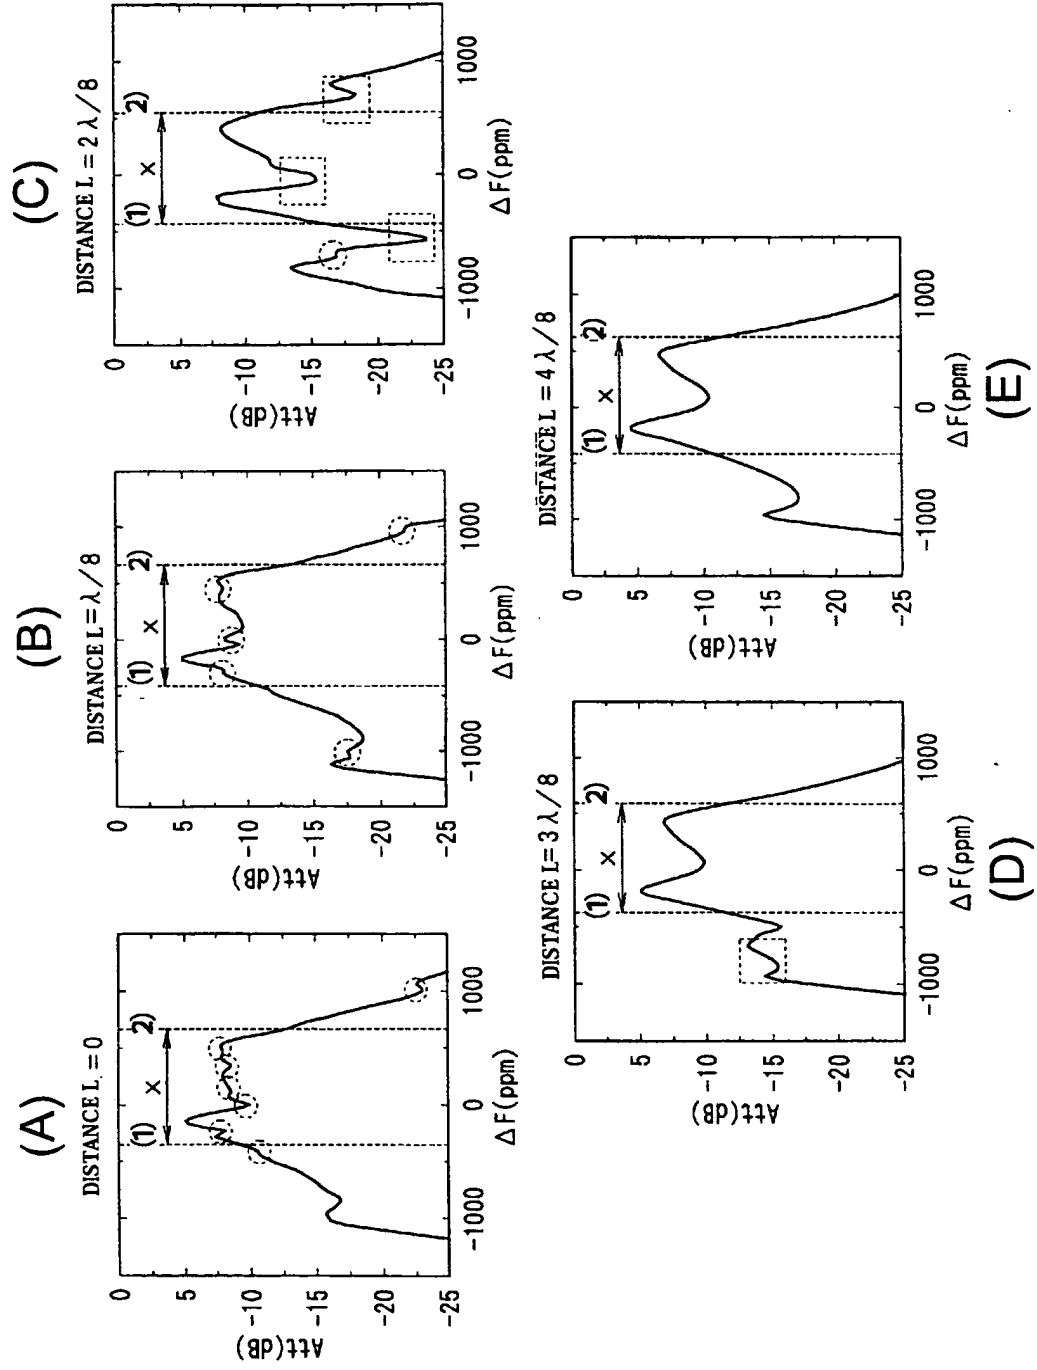 (A)
DISTANCE L = 0
(1)
2)
X
0
5
-10
-15
-20
-25
Att(dB)
-1000
0
1000
ΔF(ppm)
(B)
DISTANCE L = λ/8
(1)
2)
X
0
5
-10
-15
-20
-25
Att(dB)
-1000
0
1000
ΔF(ppm)
(C)
DISTANCE L = 2λ/8
(1)
2)
X
0
5
-10
-15
-20
-25
Att(dB)
-1000
0
1000
ΔF(ppm)
DISTANCE L = 3λ/8
(1)
2)
X
0
5
-10
-15
-20
-25
Att(dB)
-1000
0
1000
ΔF(ppm)
(D)
DISTANCE L = 4λ/8
(1)
2)
X
0
5
-10
-15
-20
-25
Att(dB)
-1000
0
1000
ΔF(ppm)
(E)